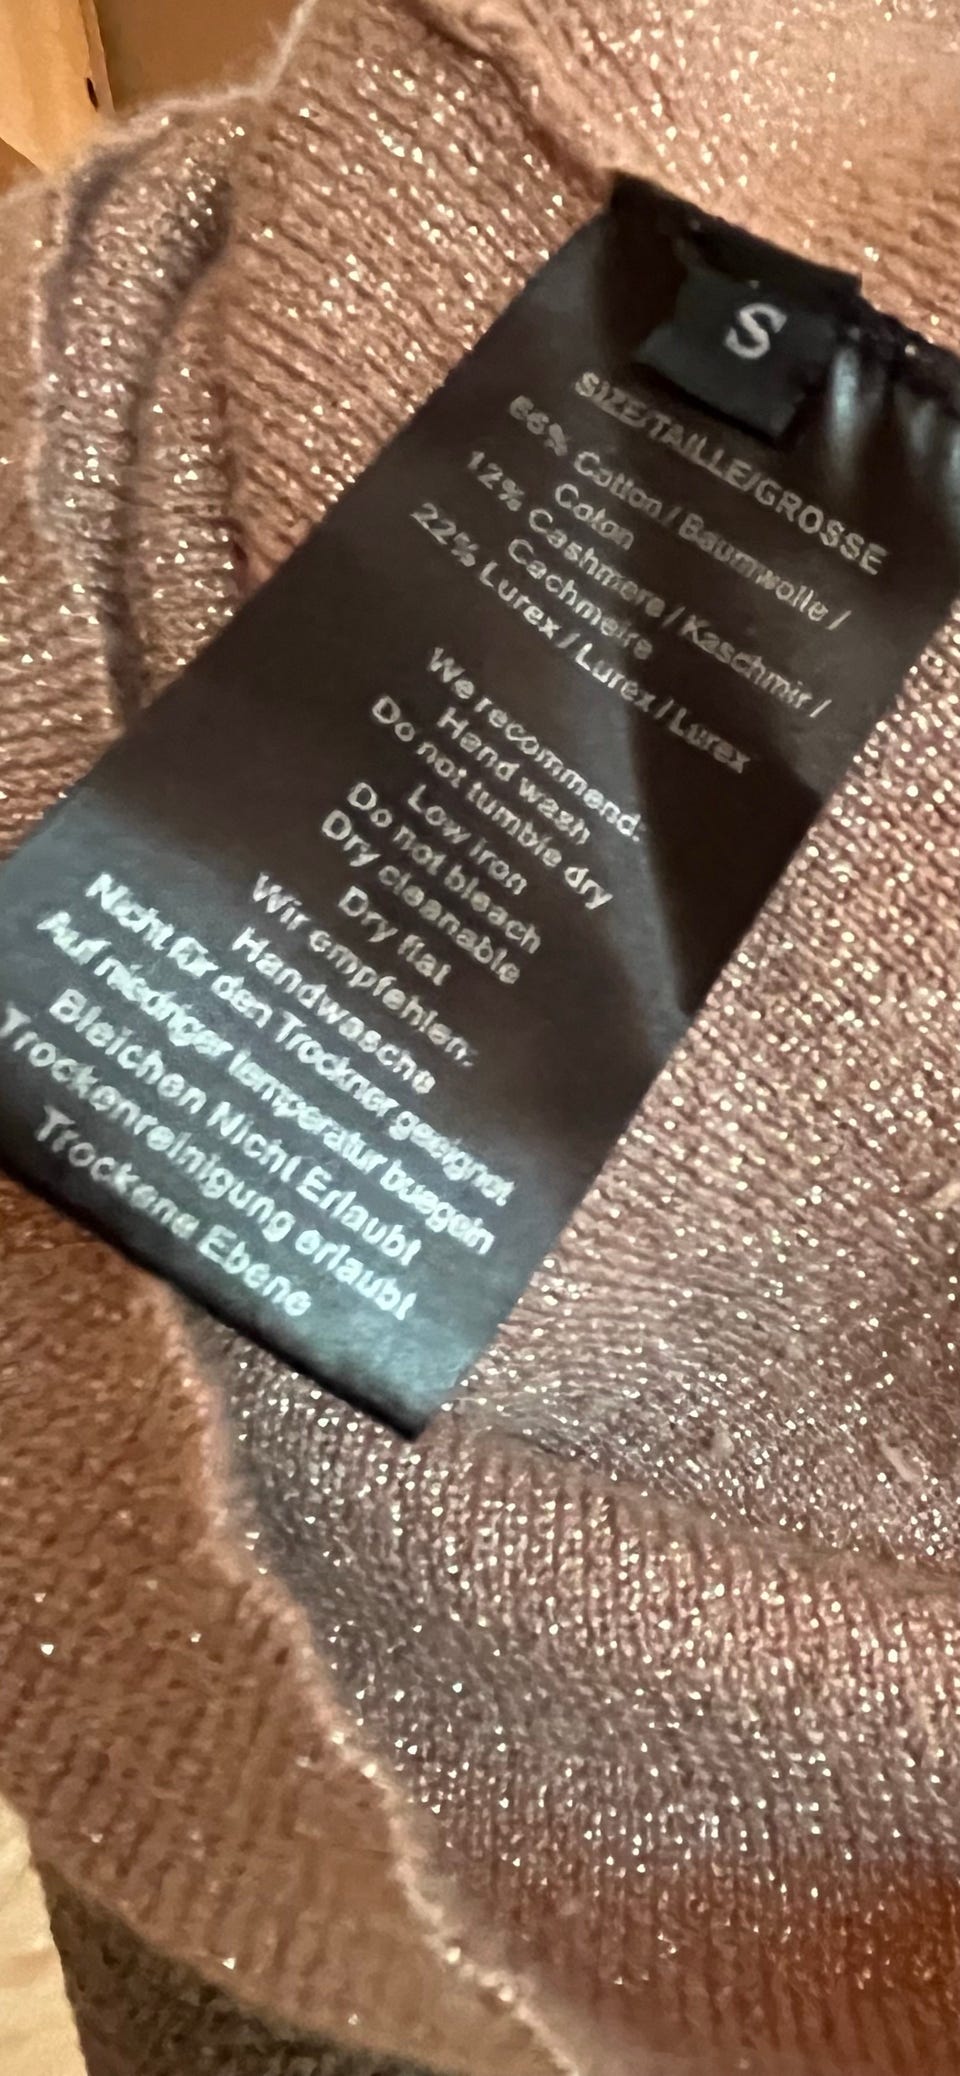 S
SIZE/TAILLE/GROSSE
66% Cotton / Baumwolle /
Coton
12% Cashmere / Kaschmir /
Cachmeire
22% Lurex / Lurex / Lurex
We recommend:
Hand wash
Do not tumble dry
Low iron
Do not bleach
Dry cleanable
Dry flat
Wir empfehlen:
Handwasche
Nicht für den Trockner geeignet
Auf niedriger temperatur buegeln
Bleichen Nicht Erlaubt
Trockenreinigung erlaubt
Trockene Ebene